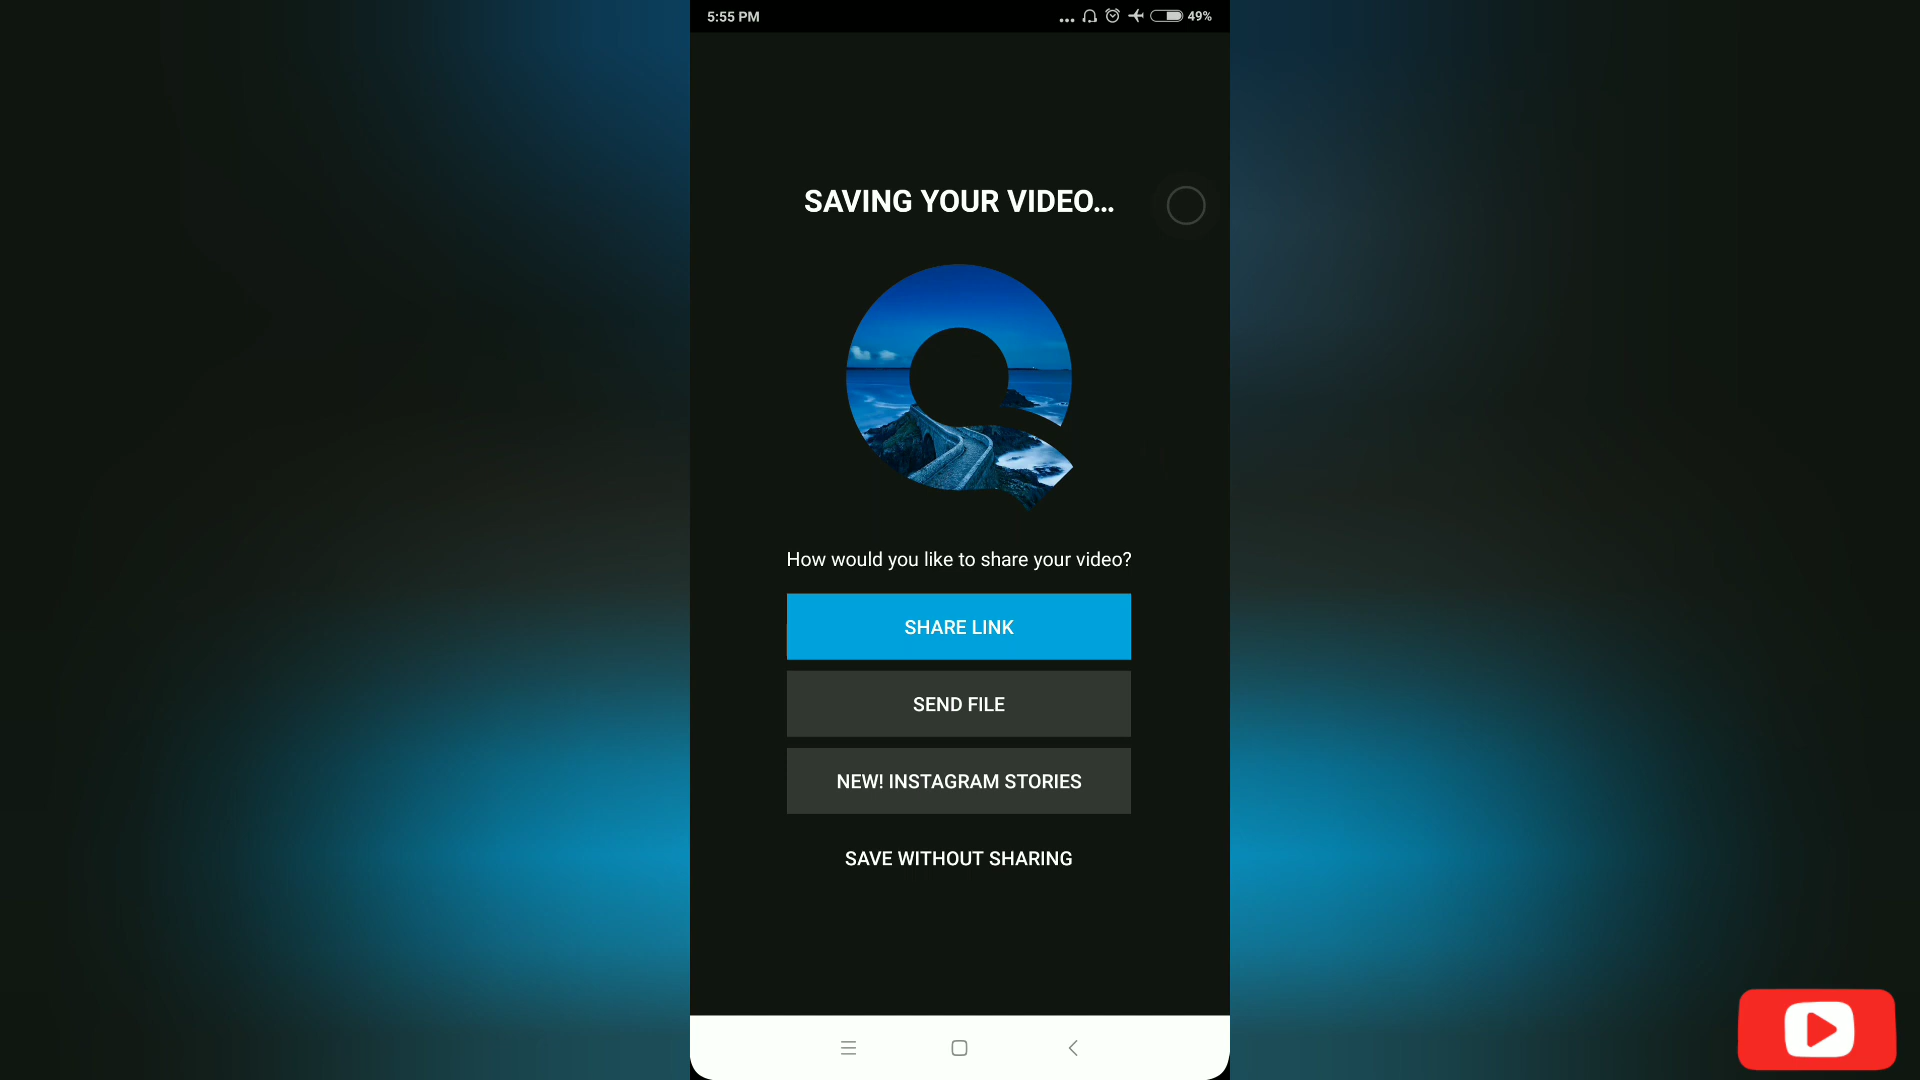 5:55 PM
49%
SAVING YOUR VIDEO...
How would you like to share your video?
SHARE LINK
SEND FILE
NEW! INSTAGRAM STORIES
SAVE WITHOUT SHARING